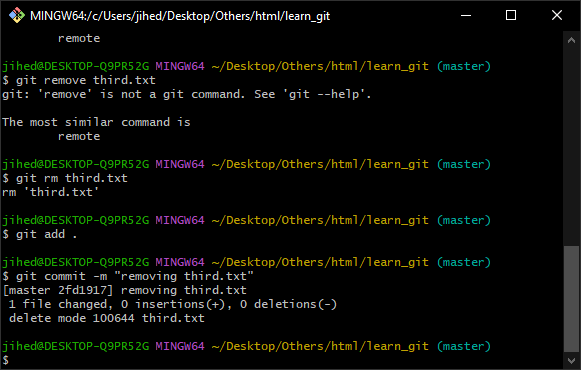 MINGW64:/c/Users/jihed/Desktop/Others/html/learn_git
remote
jihed@DESKTOP-Q9PR52G MINGW64 ~/Desktop/Others/html/learn_git (master)
$ git remove third.txt
git: 'remove' is not a git command. See 'git --help'.
The most similar command is
remote
jihed@DESKTOP-Q9PR52G MINGW64 ~/Desktop/Others/html/learn_git (master)
$ git rm third.txt
rm 'third.txt'
jihed@DESKTOP-Q9PR52G MINGW64 ~/Desktop/Others/html/learn_git (master)
$ git add .
jihed@DESKTOP-Q9PR52G MINGW64 ~/Desktop/Others/html/learn_git (master)
$ git commit -m "removing third.txt"
[master 2fd1917] removing third.txt
1 file changed, 0 insertions(+), 0 deletions(-)
delete mode 100644 third.txt
jihed@DESKTOP-Q9PR52G MINGW64 ~/Desktop/Others/html/learn_git (master)
$